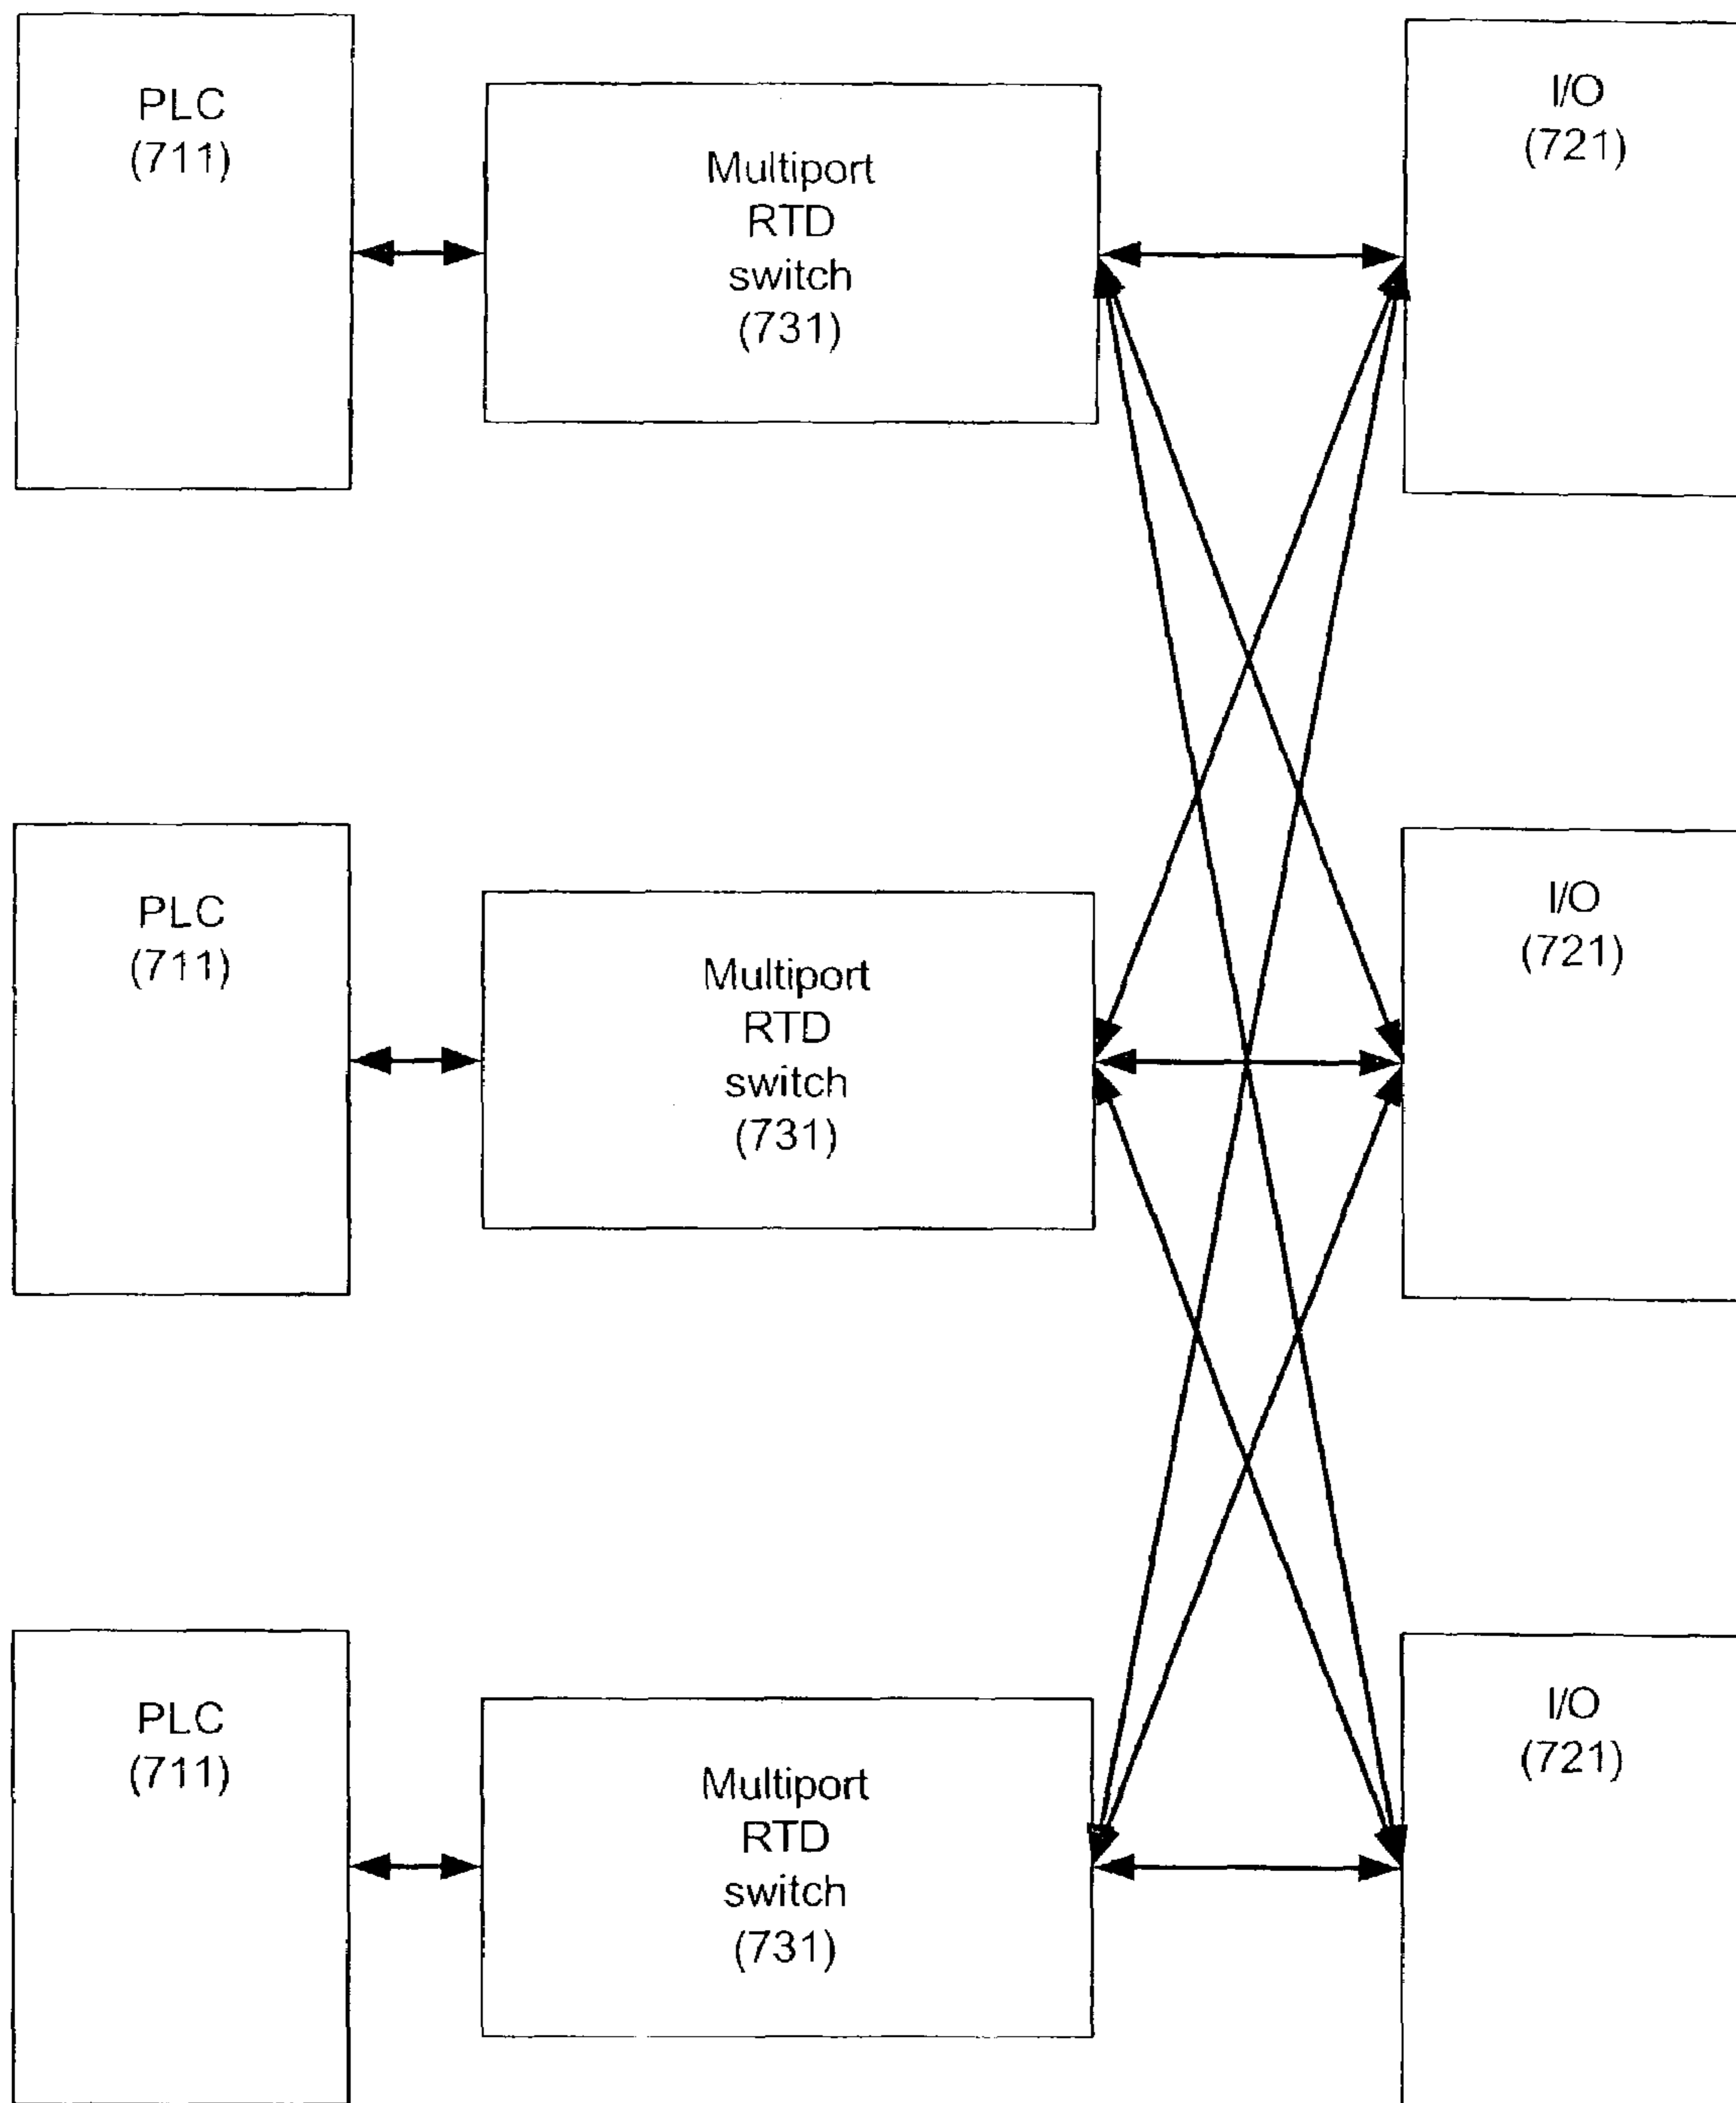 PLC
(711)
Multiport
RTD
switch
(731)
I/O
(721)
PLC
(711)
Multiport
RTD
switch
(731)
I/O
(721)
PLC
(711)
Multiport
RTD
switch
(731)
I/O
(721)